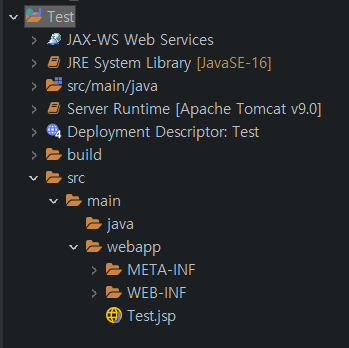 Test
JAX-WS Web Services
JRE System Library [JavaSE-16]
src/main/java
Server Runtime [Apache Tomcat v9.0]
4 Deployment Descriptor: Test
build
src
main
java
webapp
META-INF
WEB-INF
Test.jsp